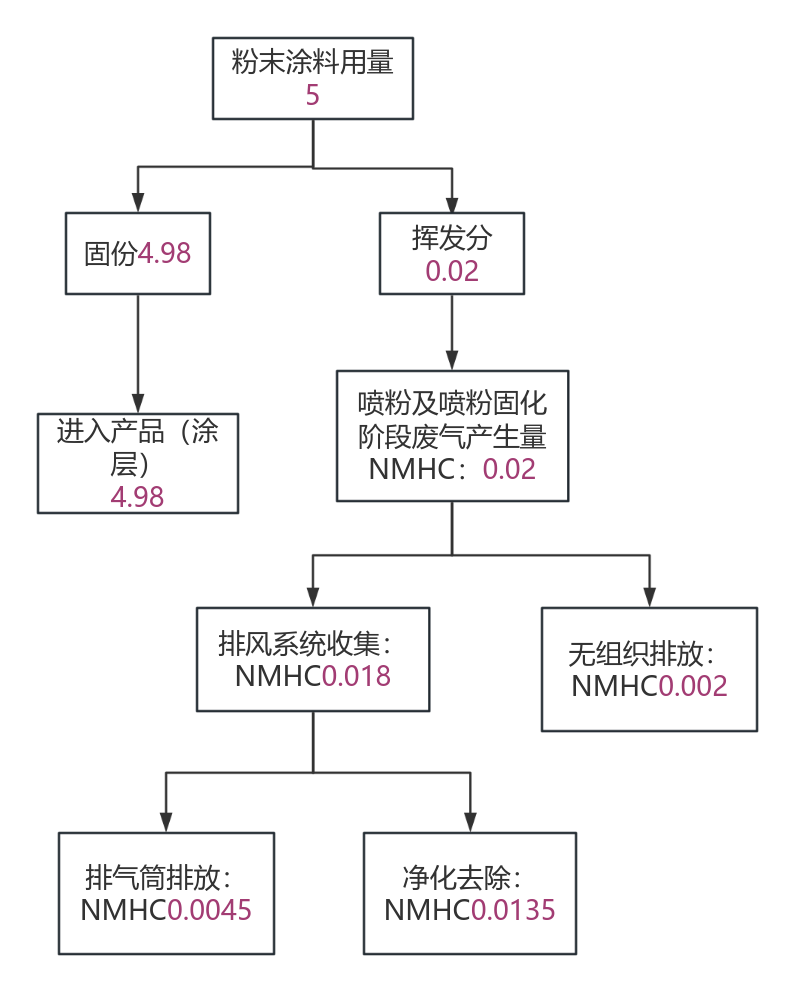 粉末涂料用量
5
固份4.98
挥发分
0.02
进入产品（涂
层）
4.98
喷粉及喷粉固化
阶段废气产生量
NMHC：0.02
排风系统收集：
NMHC0.018
无组织排放：
NMHC0.002
排气筒排放：
NMHC0.0045
净化去除：
NMHC0.0135